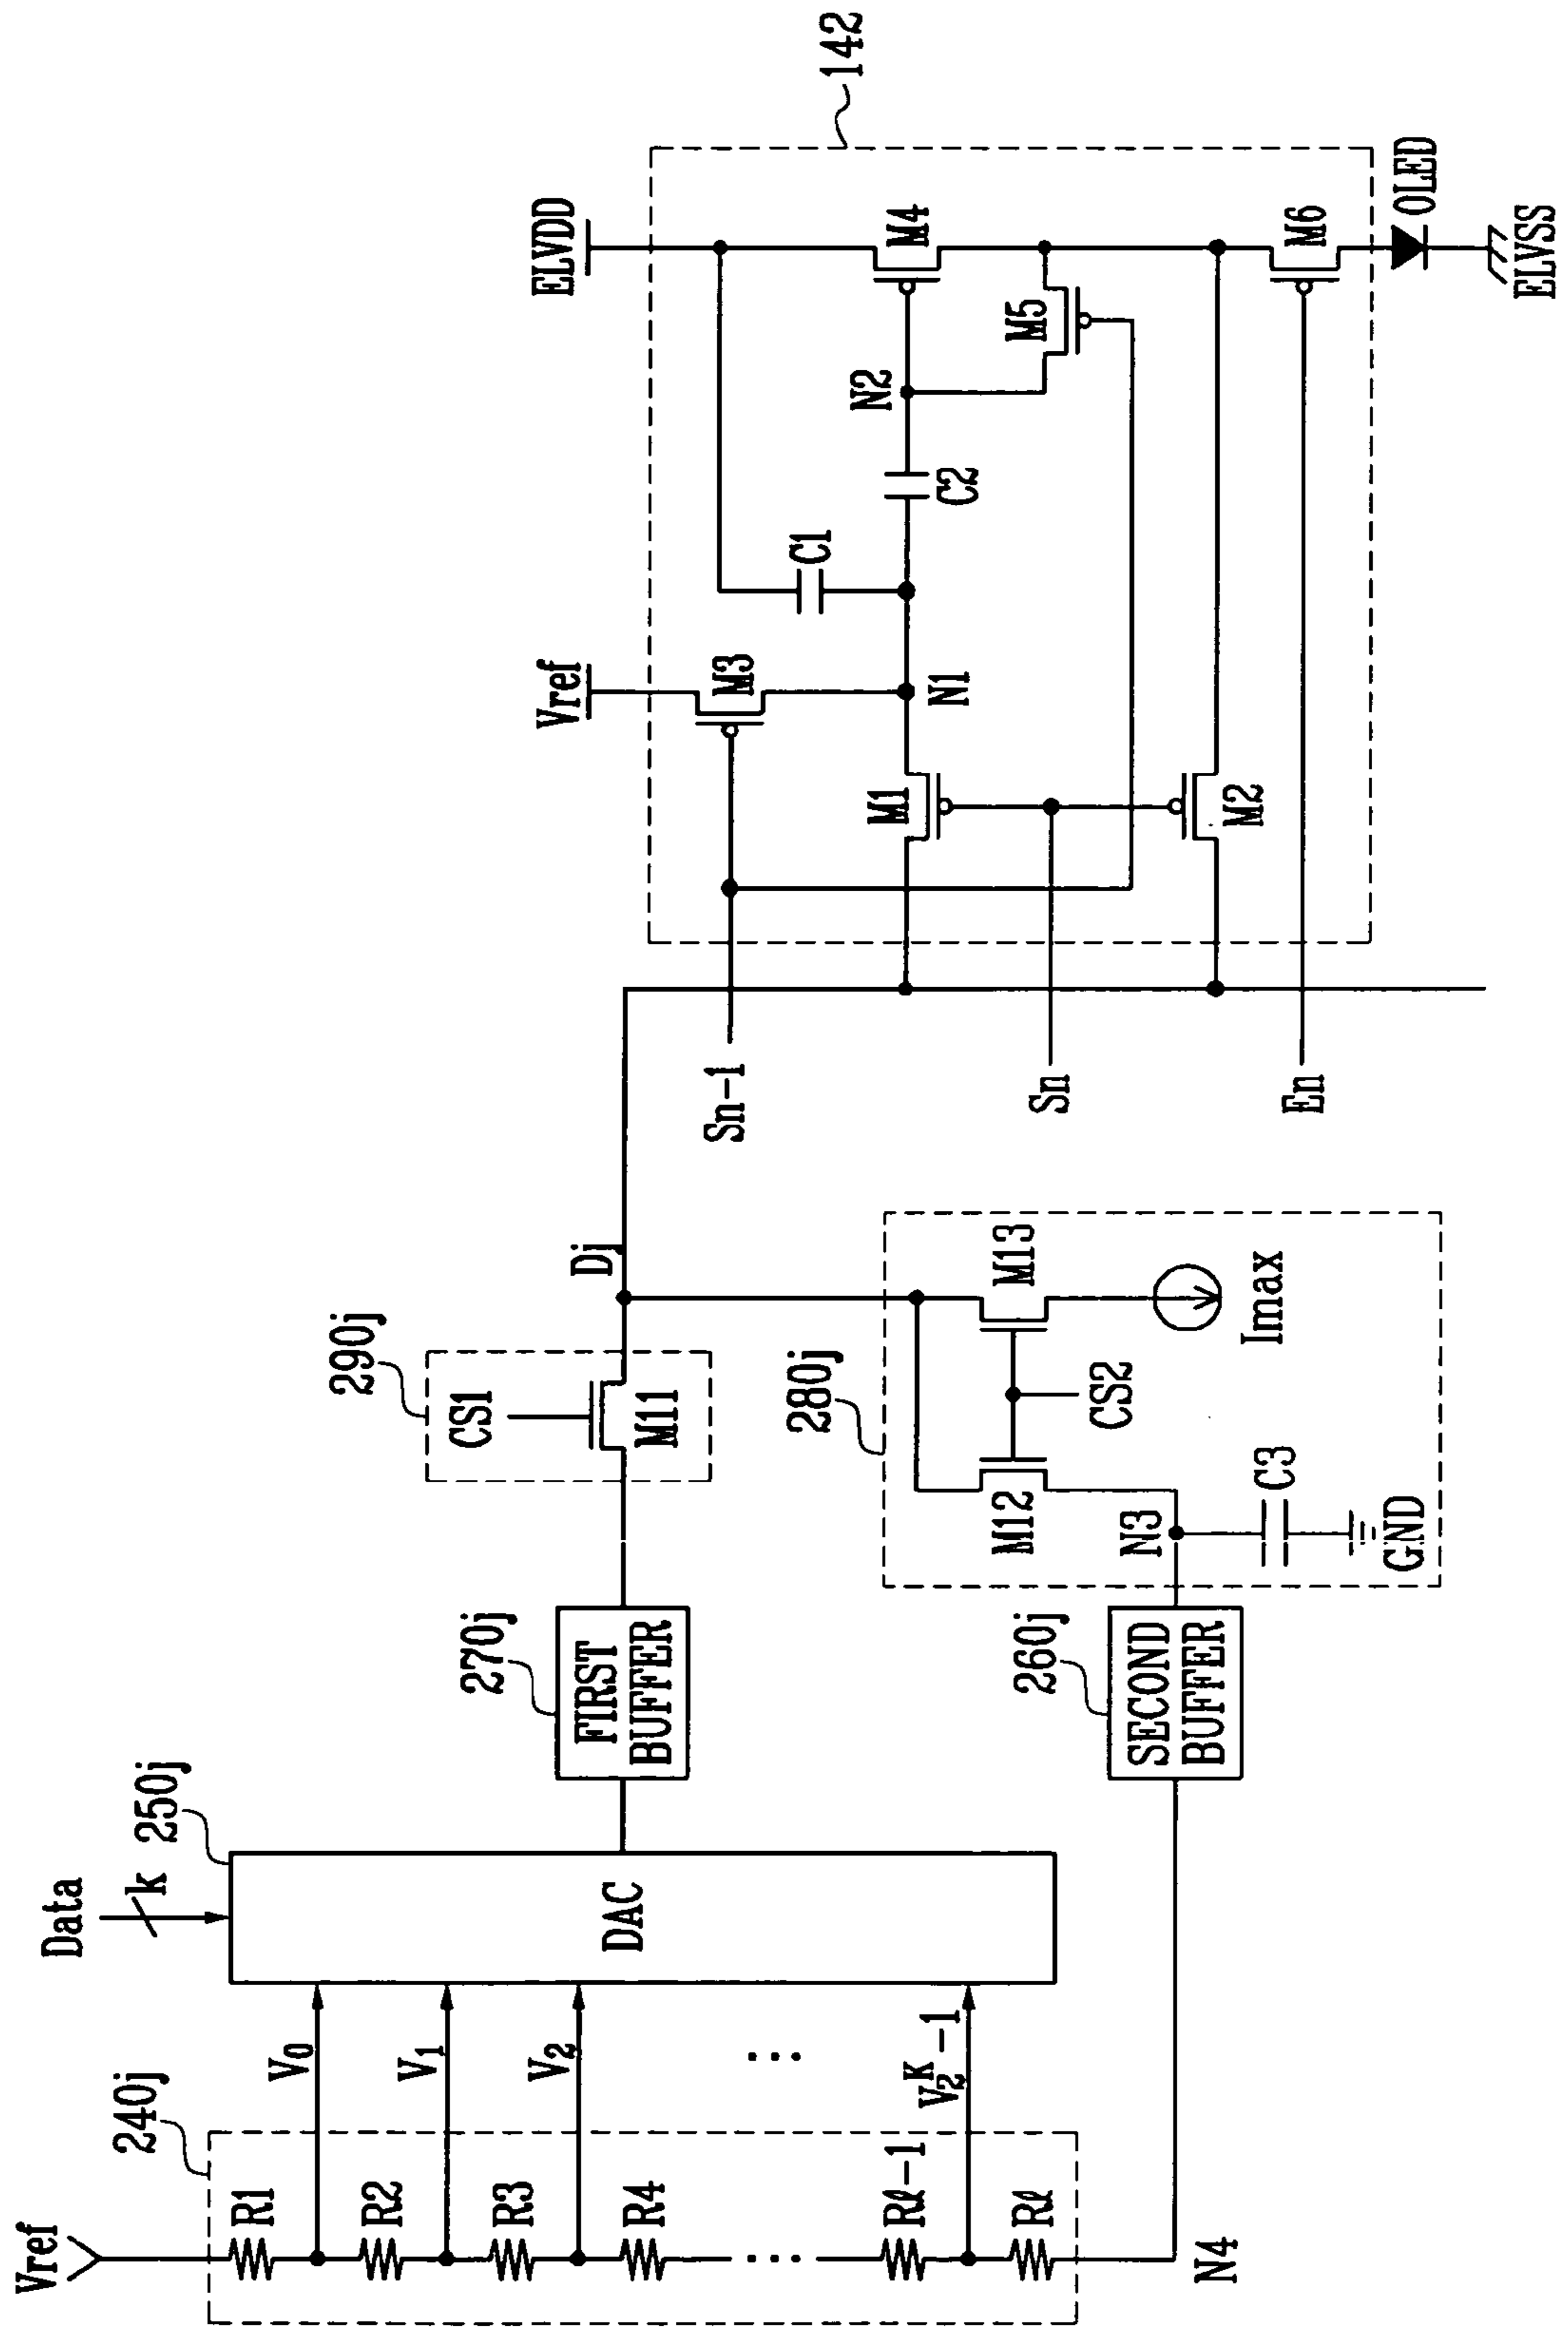 Vref
240j
R1
R2
R3
R4
...
Rℓ-1
Rℓ
N4
V0
V1
V2
...
V2^K-1
Data
k
250j
DAC
270j
FIRST
BUFFER
260j
SECOND
BUFFER
290j
CS1
M11
Dj
280j
M12
M13
CS2
N3
C3
GND
Imax
Sn-1
Sn
En
142
Vref
ELVDD
M3
M1
N1
C1
C2
N2
M4
M5
M2
M6
OLED
ELVSS